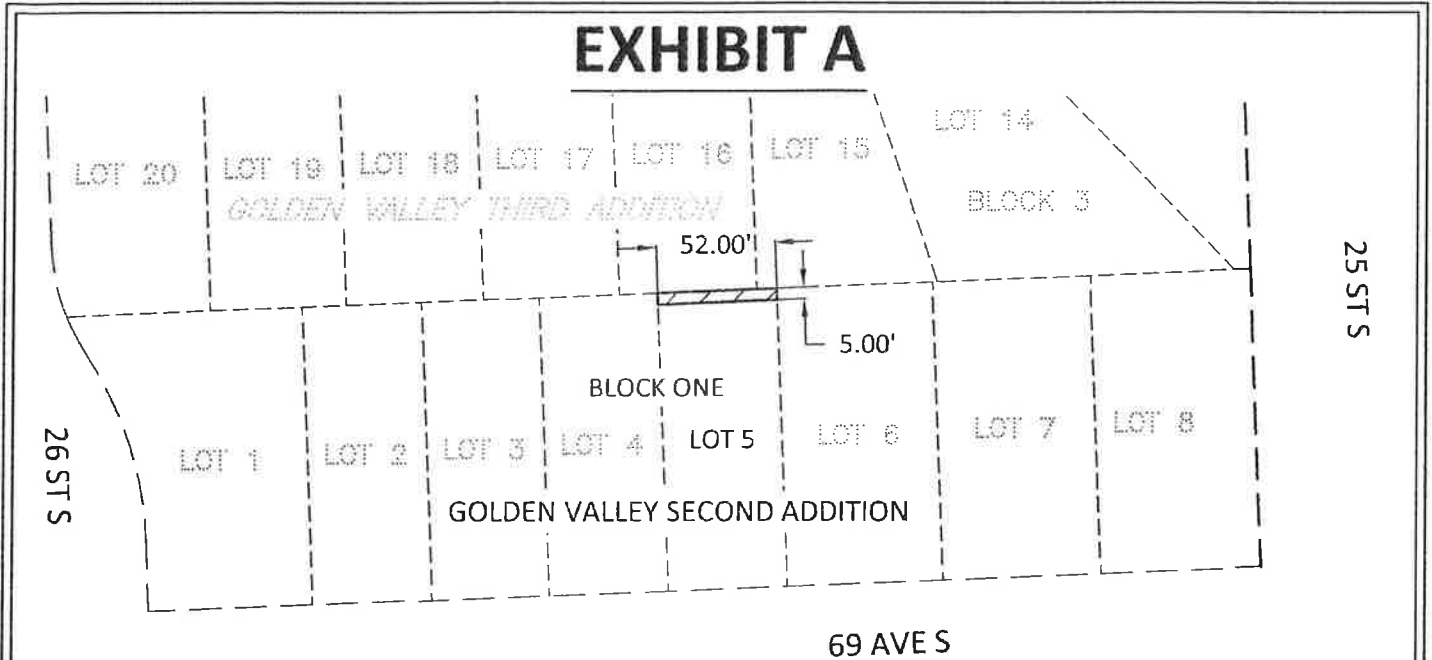 EXHIBIT A
LOT 20
LOT 19
LOT 18
LOT 17
LOT 16
LOT 15
LOT 14
GOLDEN VALLEY THIRD ADDITION
BLOCK 3
52.00'
5.00'
25 ST S
26 ST S
BLOCK ONE
LOT 1
LOT 2
LOT 3
LOT 4
LOT 5
LOT 6
LOT 7
LOT 8
GOLDEN VALLEY SECOND ADDITION
69 AVE S